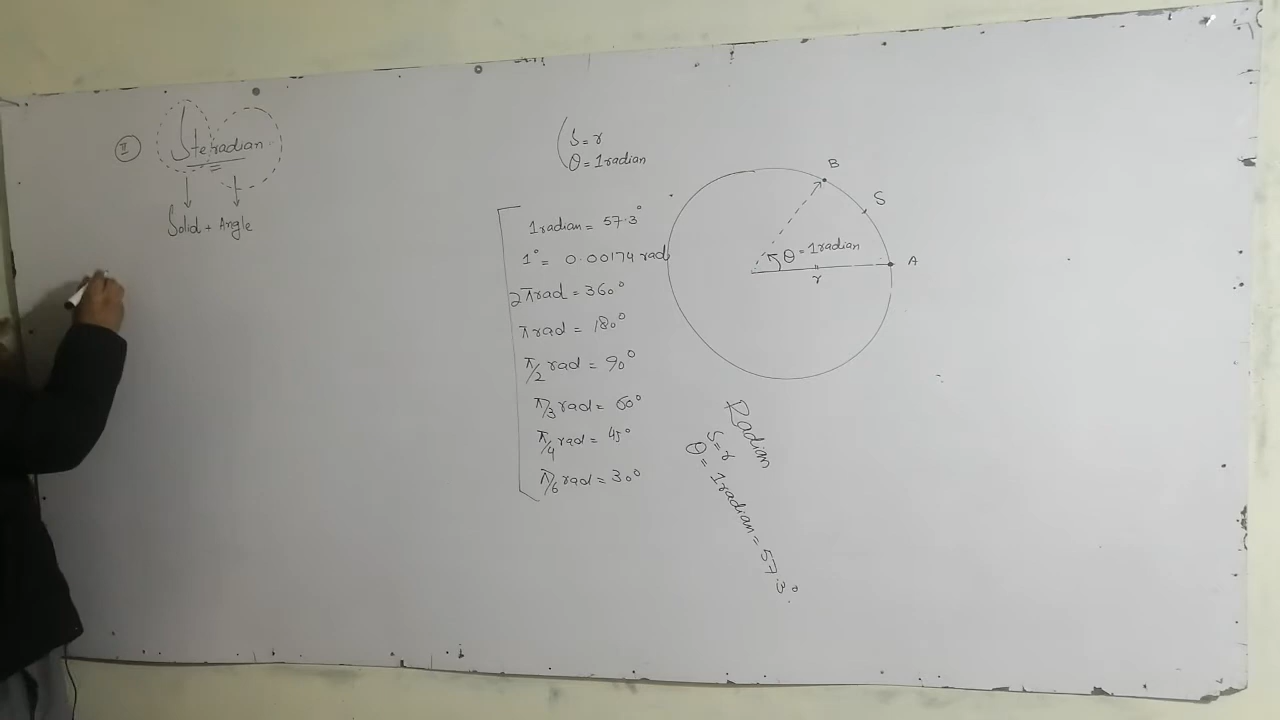 II Steradian
Solid + Angle
S = r
θ = 1 radian
1 radian = 57.3°
1° = 0.00174 rad
2π rad = 360°
π rad = 180°
π/2 rad = 90°
π/3 rad = 60°
π/4 rad = 45°
π/6 rad = 30°
B
S
θ = 1 radian
A
r
Radian
S = r
θ = 1 radian = 57.3°